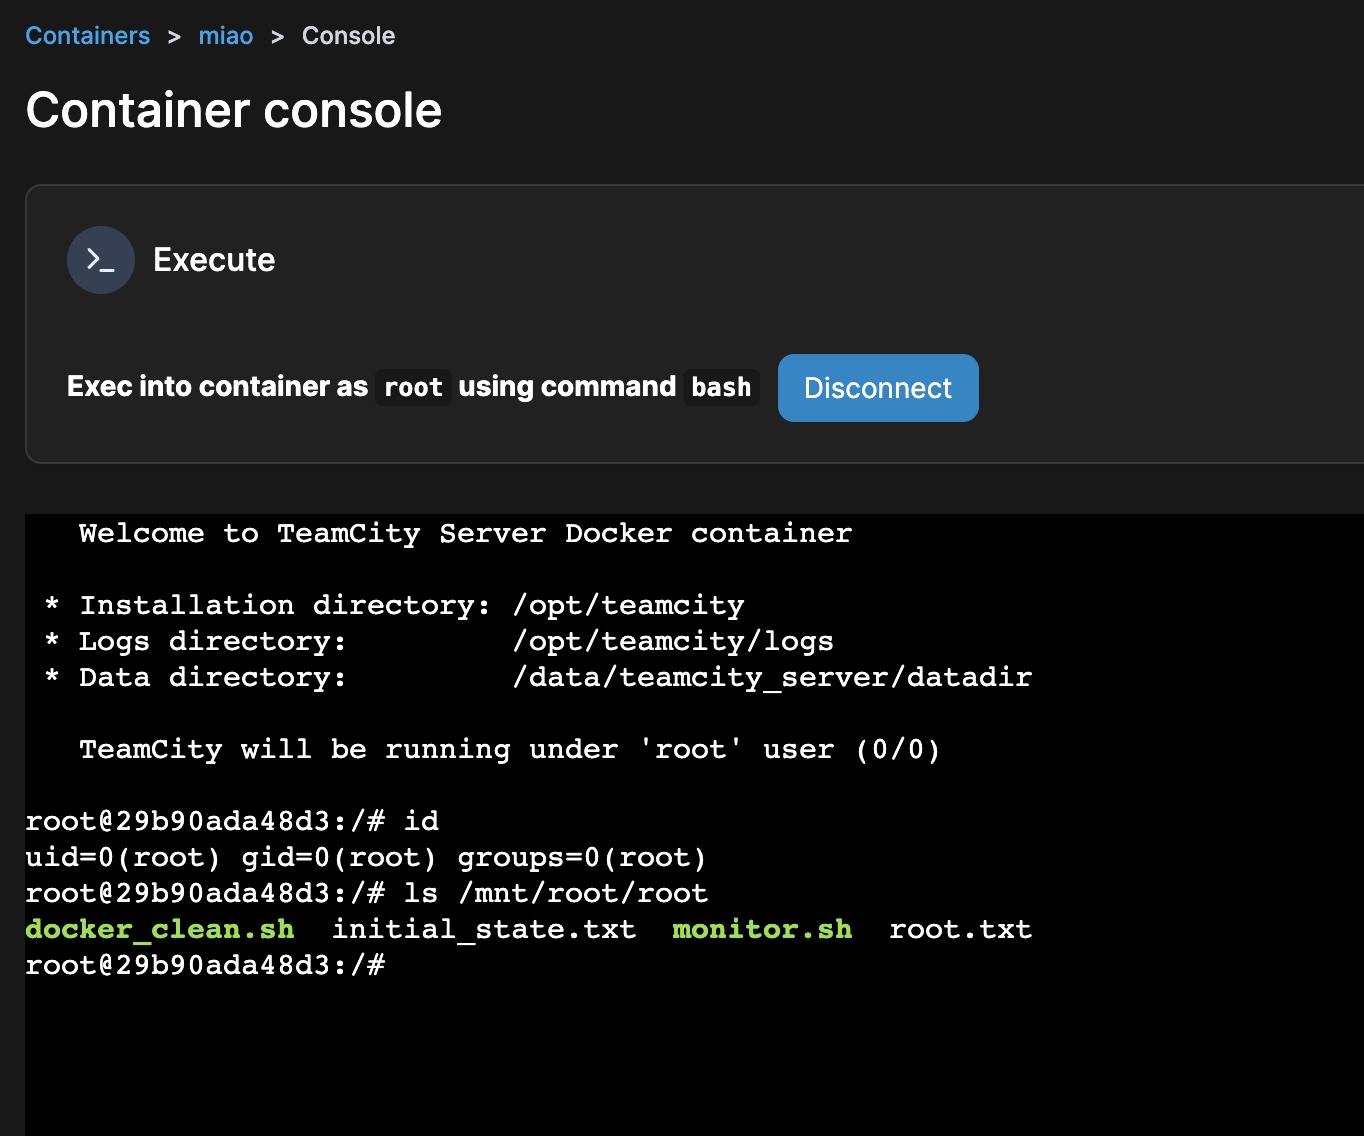 Containers > miao > Console
Container console
>_ Execute
Exec into container as root using command bash Disconnect
Welcome to TeamCity Server Docker container
* Installation directory: /opt/teamcity
* Logs directory: /opt/teamcity/logs
* Data directory: /data/teamcity_server/datadir
TeamCity will be running under 'root' user (0/0)
root@29b90ada48d3:/# id
uid=0(root) gid=0(root) groups=0(root)
root@29b90ada48d3:/# ls /mnt/root/root
docker_clean.sh initial_state.txt monitor.sh root.txt
root@29b90ada48d3:/#